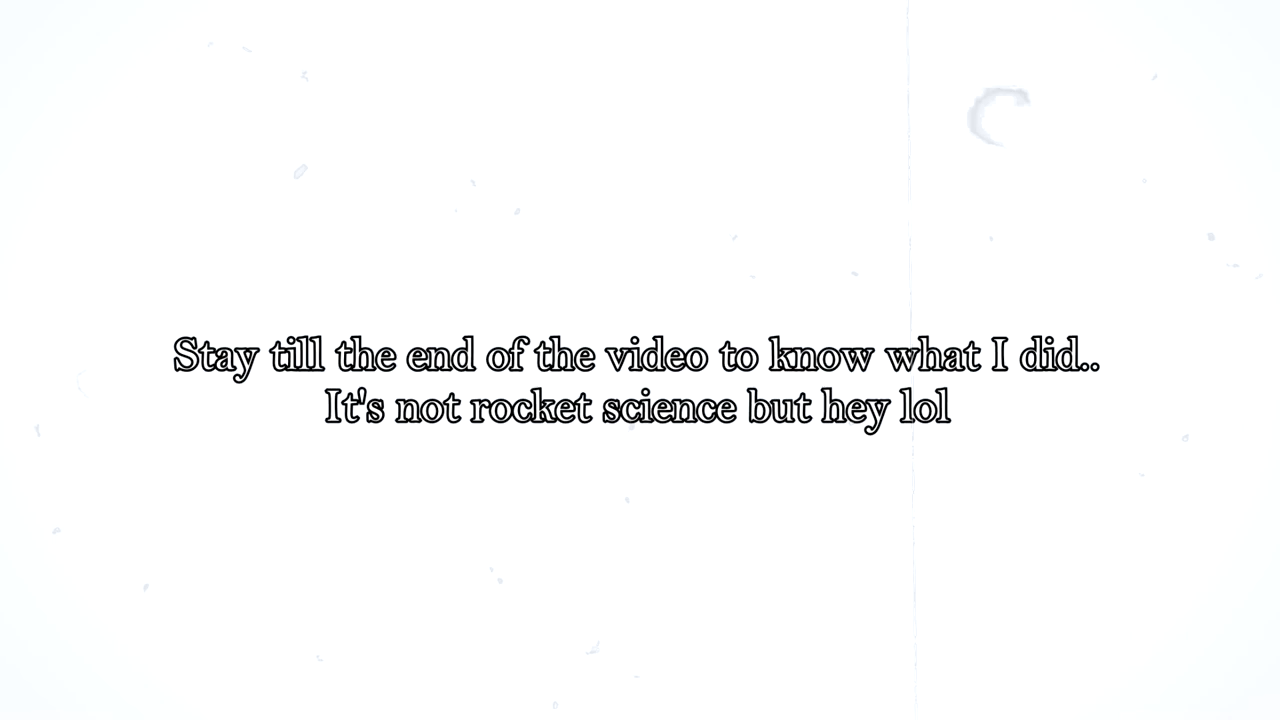 Stay till the end of the video to know what I did..
It's not rocket science but hey lol